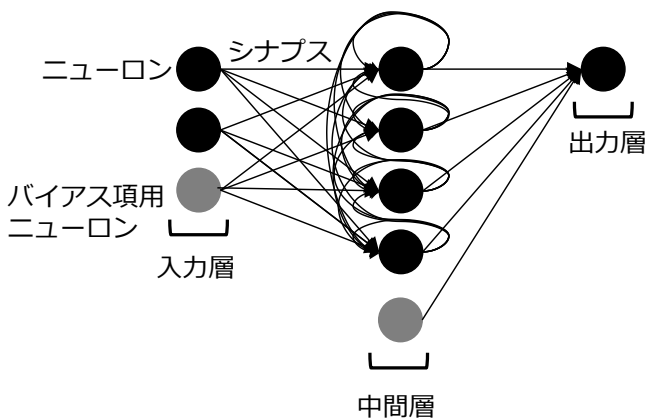 シナプス
ニューロン
出力層
バイアス項用
ニューロン
入力層
中間層